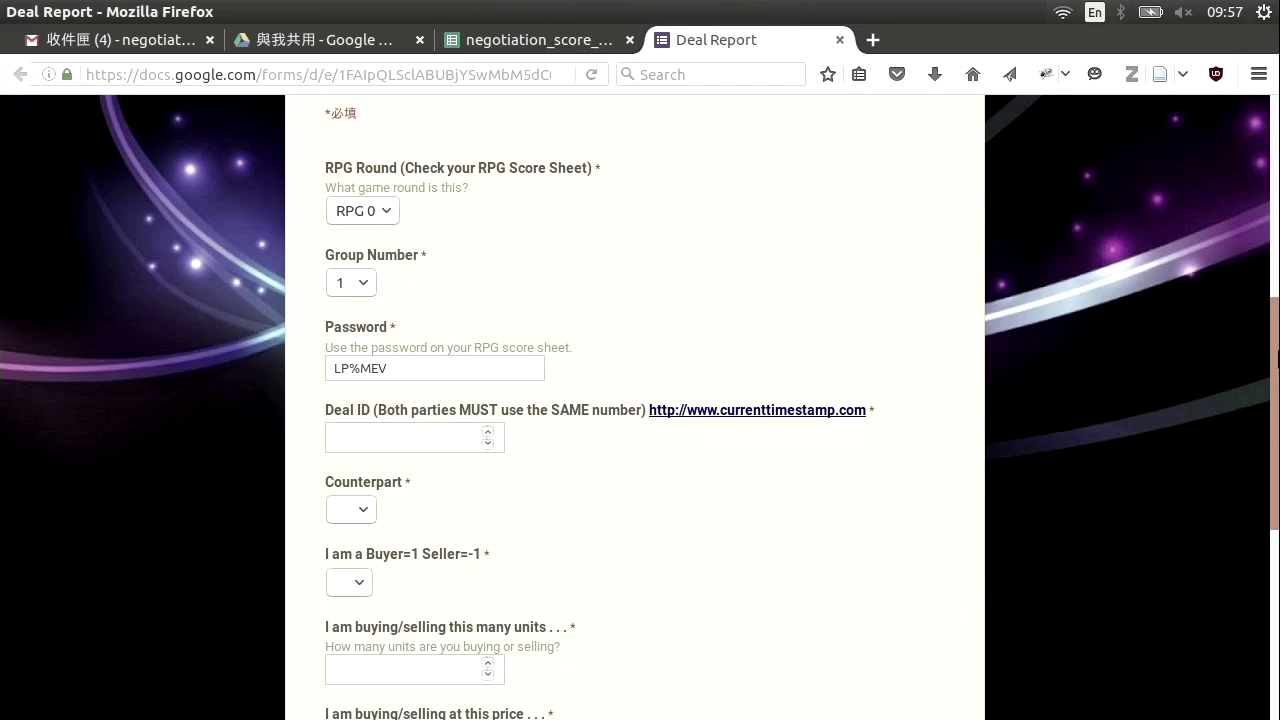 Deal Report - Mozilla Firefox
En
09:57
收件匣 (4) - negotiat...
與我共用 - Google ...
negotiation_score_...
Deal Report
https://docs.google.com/forms/d/e/1FAIpQLSclABUBjYSwMbM5dC
Search
*必填
RPG Round (Check your RPG Score Sheet) *
What game round is this?
RPG 0
Group Number *
1
Password *
Use the password on your RPG score sheet.
LP%MEV
Deal ID (Both parties MUST use the SAME number) http://www.currenttimestamp.com *
Counterpart *
I am a Buyer=1 Seller=-1 *
I am buying/selling this many units . . . *
How many units are you buying or selling?
I am buying/selling at this price . . . *